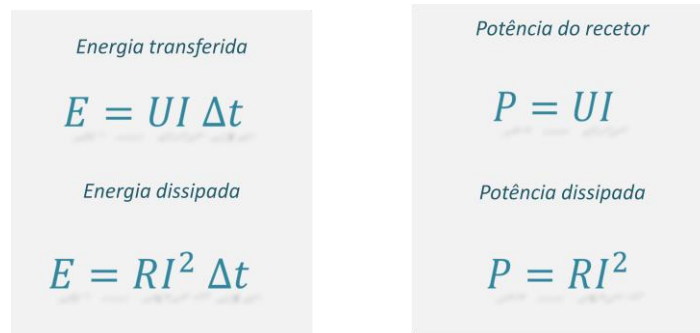 Energia transferida
E = UI Δt
Energia dissipada
E = RI² Δt
Potência do recetor
P = UI
Potência dissipada
P = RI²